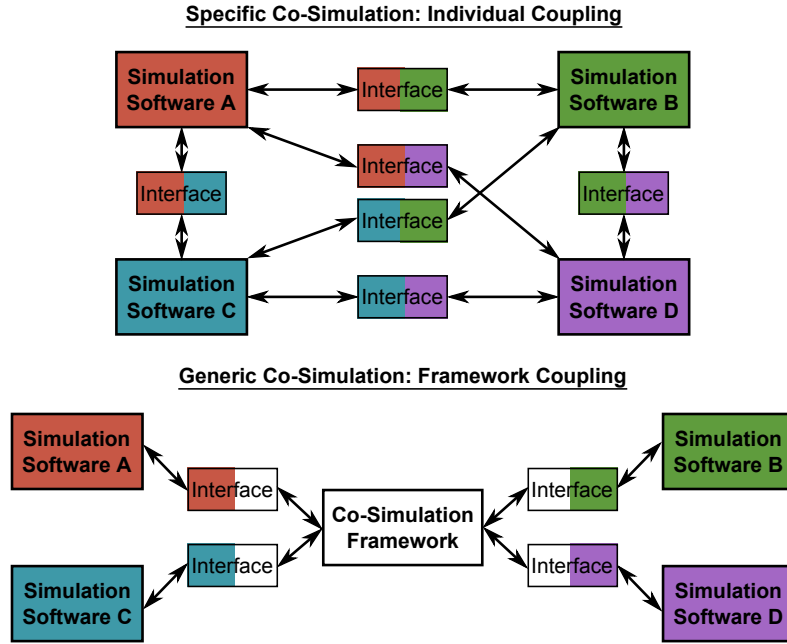 Specific Co-Simulation: Individual Coupling
Simulation
Software A
Interface
Simulation
Software B
Interface
Interface
Interface
Interface
Simulation
Software C
Interface
Simulation
Software D
Generic Co-Simulation: Framework Coupling
Simulation
Software A
Simulation
Software B
Interface
Interface
Co-Simulation
Framework
Interface
Interface
Simulation
Software C
Simulation
Software D